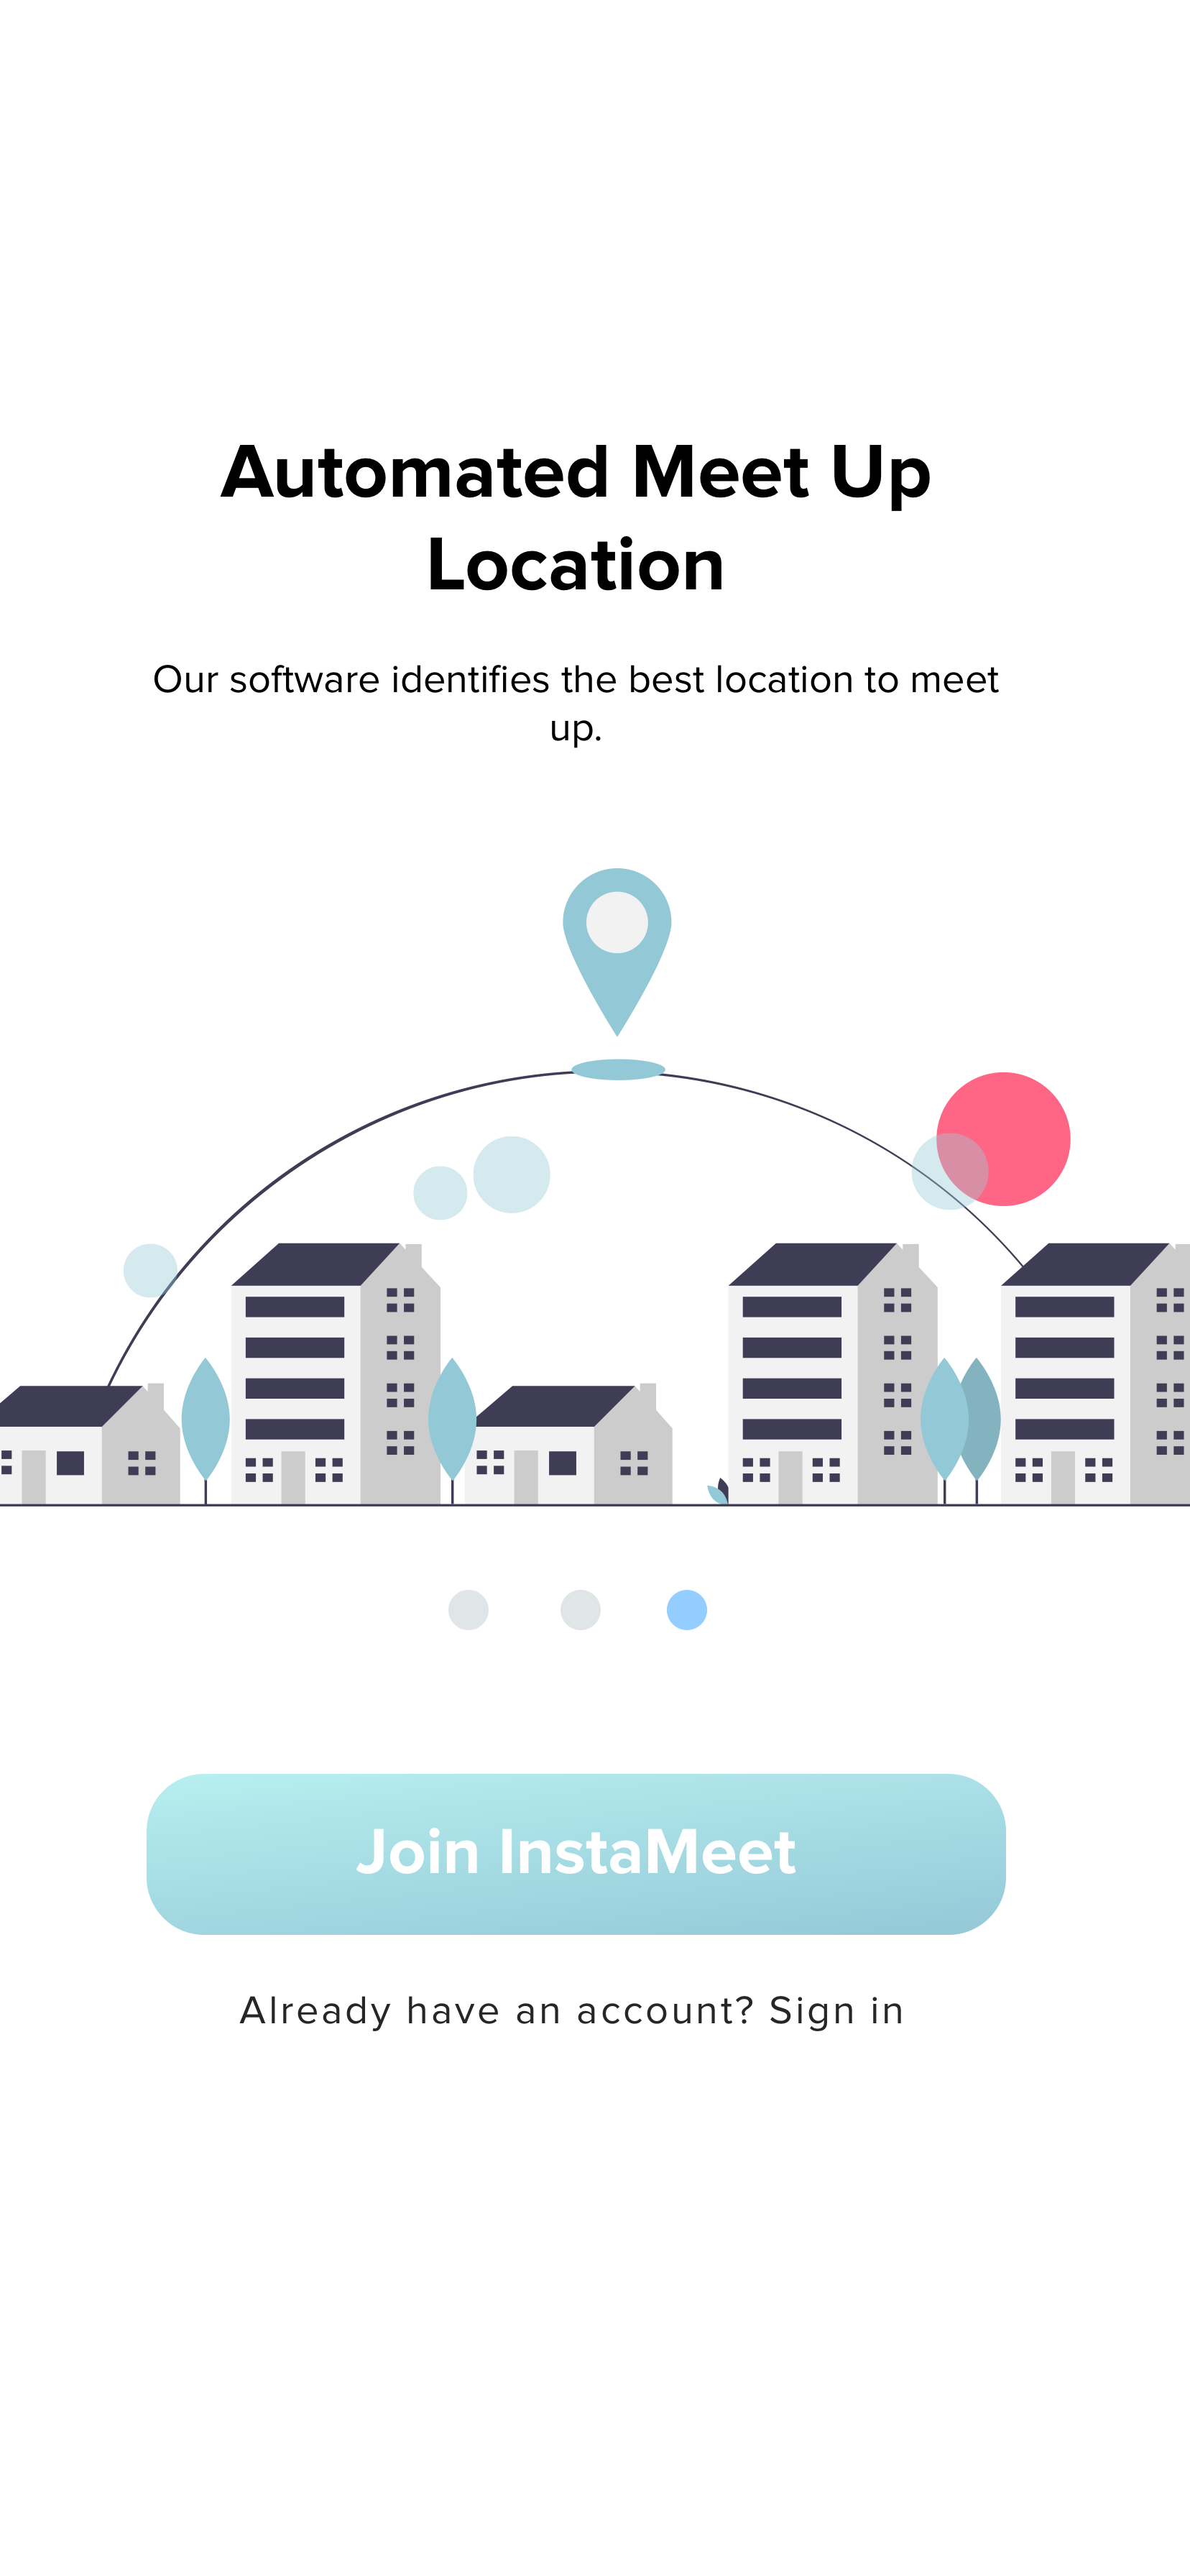 Automated Meet Up
Location
Our software identifies the best location to meet
up.
Join InstaMeet
Already have an account? Sign in